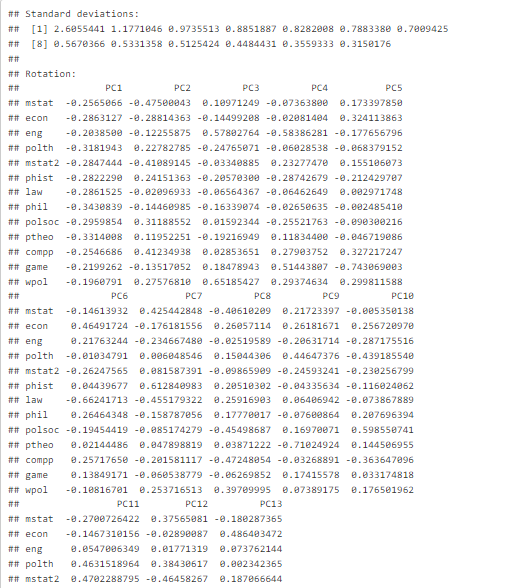 ## Standard deviations:
##  [1] 2.6055441 1.1771046 0.9735513 0.8851887 0.8282008 0.7883380 0.7009425
##  [8] 0.5670366 0.5331358 0.5125424 0.4484431 0.3559333 0.3150176
##
## Rotation:
##               PC1         PC2         PC3         PC4          PC5
## mstat  -0.2565066 -0.47500043  0.10971249 -0.07363800  0.173397850
## econ   -0.2863127 -0.28814363 -0.14499208 -0.02081404  0.324113863
## eng    -0.2038500 -0.12255875  0.57802764 -0.58386281 -0.177656796
## polth  -0.3181943  0.22782785 -0.24765071 -0.06028538 -0.068379152
## mstat2 -0.2847444 -0.41089145 -0.03340885  0.23277470  0.155106073
## phist  -0.2822290  0.24151363 -0.20570300 -0.28742679 -0.212429707
## law    -0.2861525 -0.02096933 -0.06564367 -0.06462649  0.002971748
## phil   -0.3430839 -0.14460985 -0.16339074 -0.02650635 -0.002485410
## polsoc -0.2959854  0.31188552  0.01592344 -0.25521763 -0.090300216
## ptheo  -0.3314008  0.11952251 -0.19216949  0.11834400 -0.046719086
## compp  -0.2546686  0.41234938  0.02853651  0.27903752  0.327217247
## game   -0.2199262 -0.13517052  0.18478943  0.51443807 -0.743069003
## wpol   -0.1960791  0.27576810  0.65185427  0.29374634  0.299811588
##                PC6          PC7         PC8         PC9         PC10
## mstat  -0.14613932  0.425442848 -0.40610209  0.21723397 -0.005350138
## econ    0.46491724 -0.176181556  0.26057114  0.26181671  0.256720970
## eng     0.21763244 -0.234667480 -0.02519589 -0.20631714 -0.287175516
## polth  -0.01034791  0.006048546  0.15044306  0.44647376 -0.439185540
## mstat2 -0.26247565  0.081587391 -0.09865909 -0.24593241 -0.230256799
## phist   0.04439677  0.612840983  0.20510302 -0.04335634 -0.116024062
## law    -0.66241713 -0.455179322  0.25916903  0.06406942 -0.073867889
## phil    0.26464348 -0.158787056  0.17770017 -0.07600864  0.207696394
## polsoc -0.19454419 -0.085174279 -0.45498687  0.16970071  0.598550741
## ptheo   0.02144486  0.047898819  0.03871222 -0.71024924  0.144506955
## compp   0.25717650 -0.201581117 -0.47248054 -0.03268891 -0.363647096
## game    0.13849171 -0.060538779 -0.06269852  0.17415578  0.033174818
## wpol   -0.10816701  0.253716513  0.39709995  0.07389175  0.176501962
##                PC11        PC12         PC13
## mstat  -0.2700726422  0.37565081 -0.180287365
## econ   -0.1467310156 -0.02890087  0.486403472
## eng     0.0547006349  0.01771319  0.073762144
## polth   0.4631518964  0.38430617  0.002342365
## mstat2  0.4702288795 -0.46458267  0.187066644